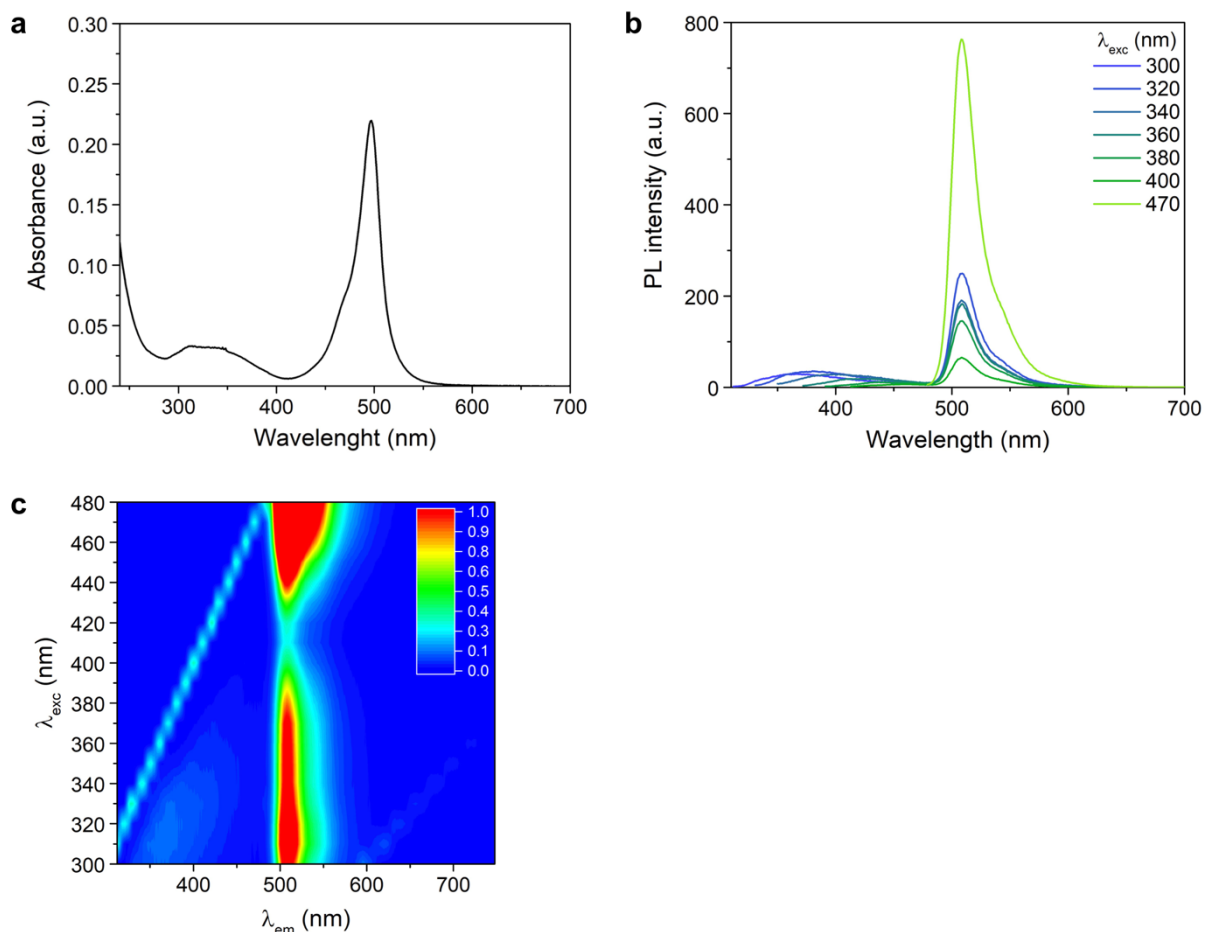 a
0.30
0.25
0.20
0.15
0.10
0.05
0.00
Absorbance (a.u.)
300 400 500 600 700
Wavelenght (nm)
b
800
600
400
200
0
PL intensity (a.u.)
λexc (nm)
300
320
340
360
380
400
470
400 500 600 700
Wavelength (nm)
c
480
460
440
420
400
380
360
340
320
300
λexc (nm)
1.0
0.9
0.8
0.6
0.5
0.4
0.3
0.1
0.0
400 500 600 700
λem (nm)